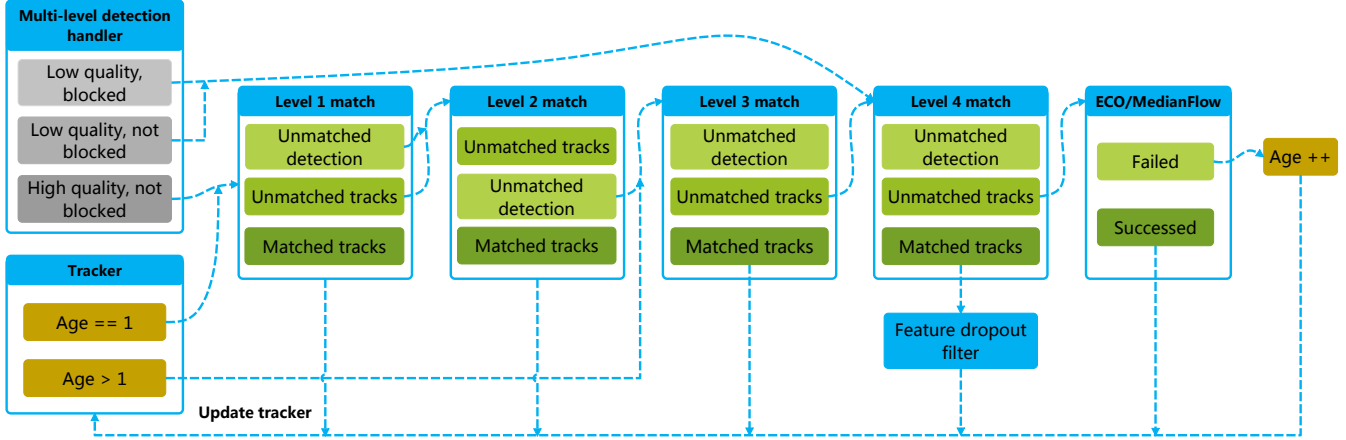 Multi-level detection
handler
Low quality,
blocked
Low quality, not
blocked
High quality, not
blocked
Tracker
Age == 1
Age > 1
Level 1 match
Unmatched
detection
Unmatched tracks
Matched tracks
Level 2 match
Unmatched tracks
Unmatched
detection
Matched tracks
Level 3 match
Unmatched
detection
Unmatched tracks
Matched tracks
Level 4 match
Unmatched
detection
Unmatched tracks
Matched tracks
Feature dropout
filter
ECO/MedianFlow
Failed
Successed
Age ++
Update tracker